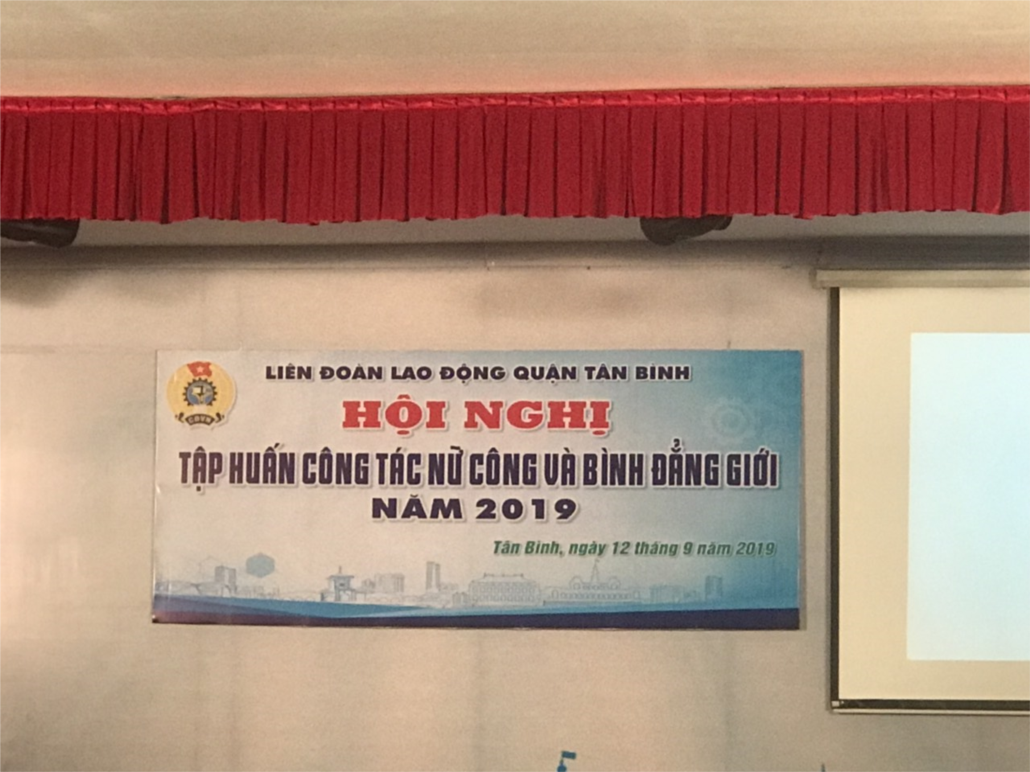 LIÊN ĐOÀN LAO ĐỘNG QUẬN TÂN BÌNH
HỘI NGHỊ
TẬP HUẤN CÔNG TÁC NỮ CÔNG VÀ BÌNH ĐẲNG GIỚI
NĂM 2019
Tân Bình, ngày 12 tháng 9 năm 2019